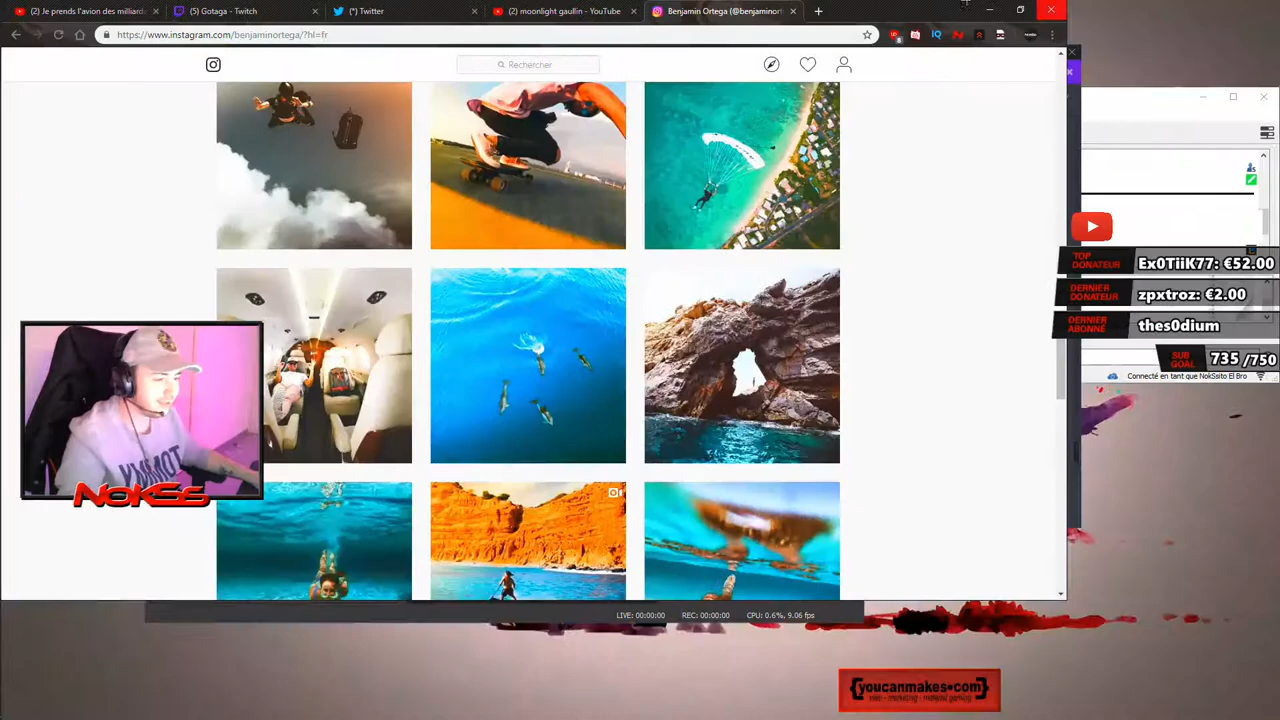 (2) Je prends l'avion des milliard
(5) Gotaga - Twitch
(*) Twitter
(2) moonlight gaullin - YouTube
Benjamin Ortega (@benjaminort
https://www.instagram.com/benjaminortega/?hl=fr
Rechercher
TOP DONATEUR
Ex0TiiK77: €52.00
DERNIER DONATEUR
zpxtroz: €2.00
DERNIER ABONNÉ
thes0dium
SUB GOAL
735 /750
Connecté en tant que NokSsito El Bro
NOKSS
LIVE: 00:00:00
REC: 00:00:00
CPU: 0.6%, 9.06 fps
{youcanmakes•com}